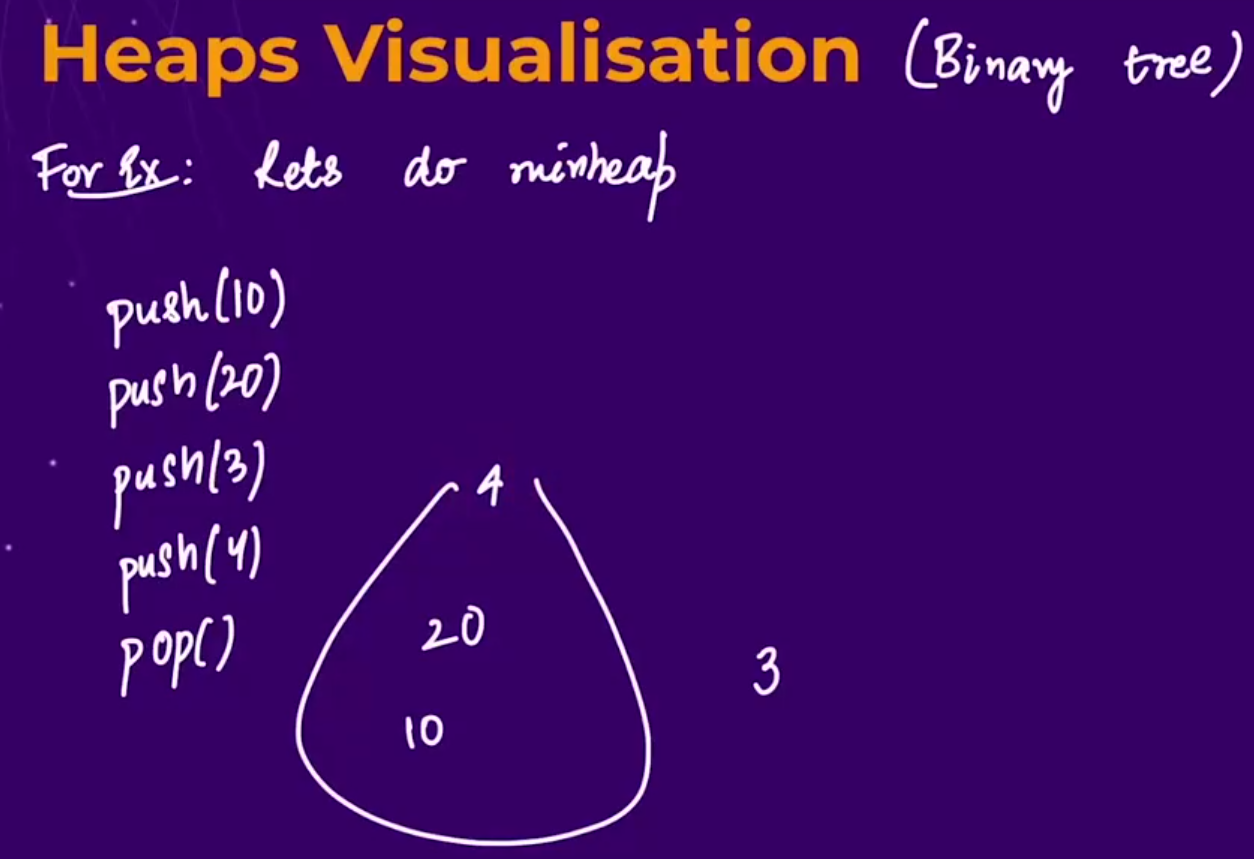 Heaps Visualisation (Binary tree)
For Ex: Lets do minheap
push(10)
push(20)
push(3)
push(4)
pop()
4
20
10
3